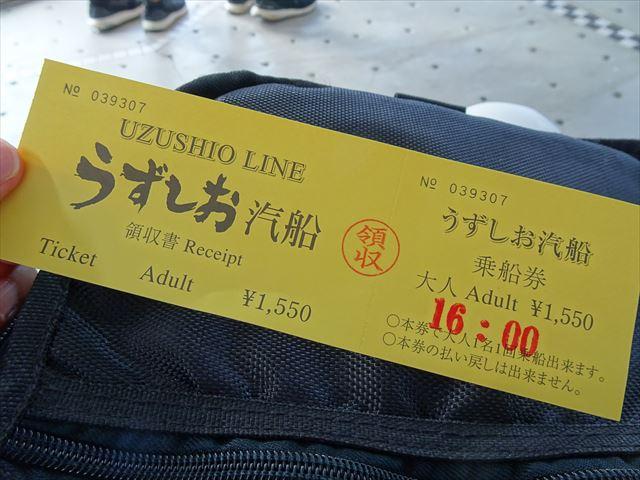 № 039307
UZUSHIO LINE
うずしお汽船
領収書 Receipt
Ticket Adult ¥1,550
領収
№ 039307
うずしお汽船
乗船券
大人 Adult ¥1,550
16:00
○本券で大人1名1回乗船出来ます。
○本券の払い戻しは出来ません。